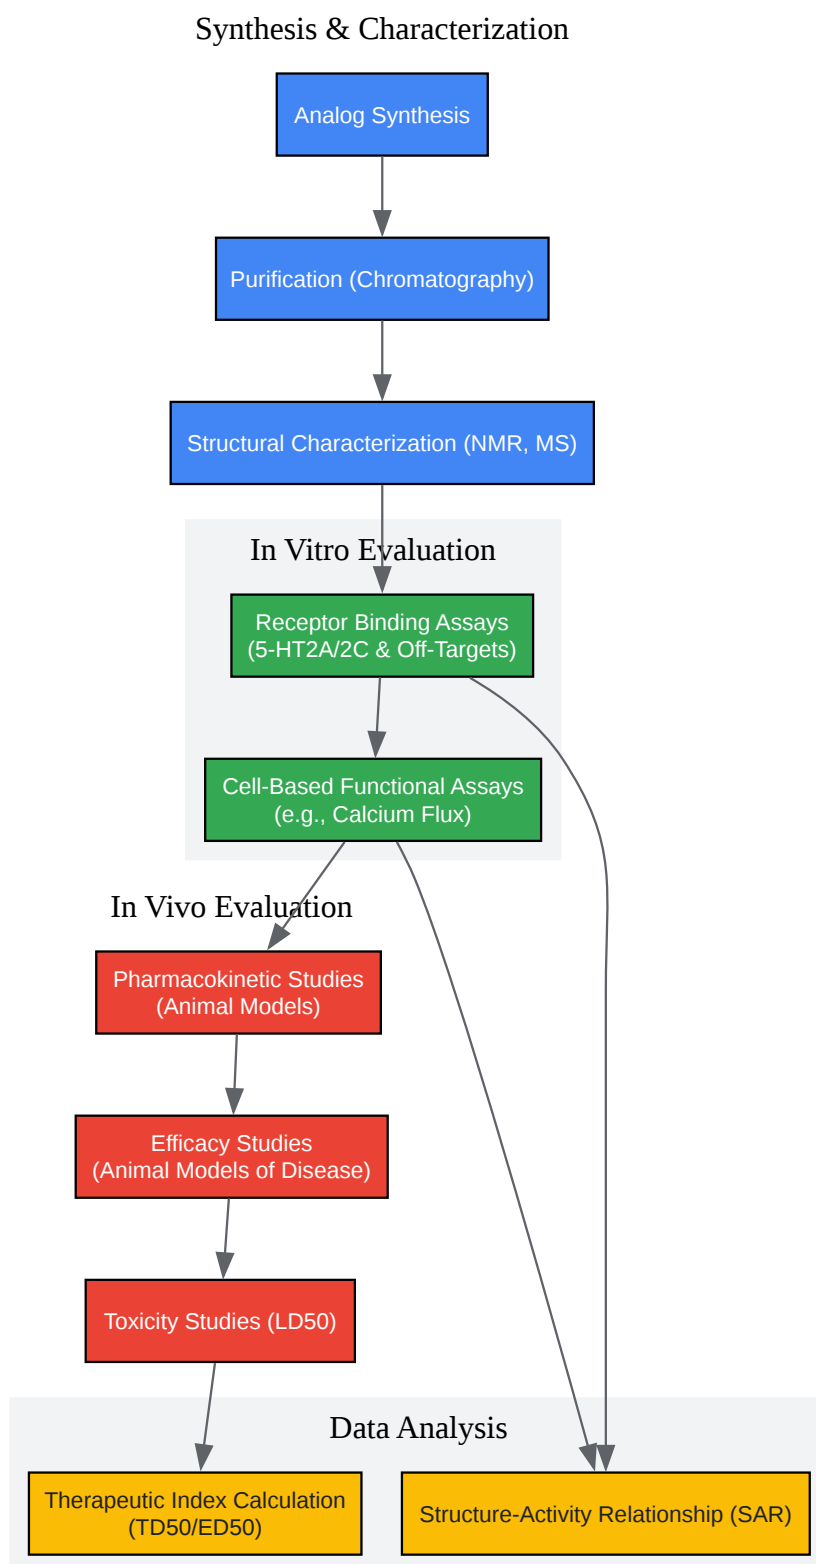 Synthesis & Characterization
Analog Synthesis
Purification (Chromatography)
Structural Characterization (NMR, MS)
In Vitro Evaluation
Receptor Binding Assays
(5-HT2A/2C & Off-Targets)
Cell-Based Functional Assays
(e.g., Calcium Flux)
In Vivo Evaluation
Pharmacokinetic Studies
(Animal Models)
Efficacy Studies
(Animal Models of Disease)
Toxicity Studies (LD50)
Data Analysis
Therapeutic Index Calculation
(TD50/ED50)
Structure-Activity Relationship (SAR)